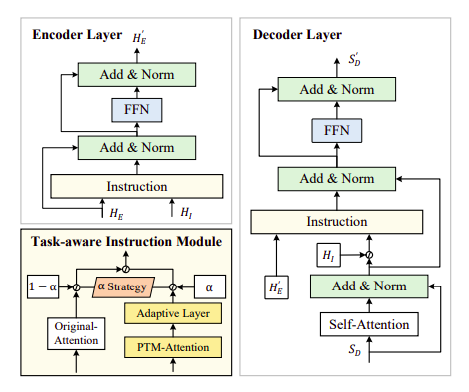 Encoder Layer H'_E
Add & Norm
FFN
Add & Norm
Instruction
H_E H_I
Task-aware Instruction Module
1 − α
α Strategy
α
Original-
Attention
Adaptive Layer
PTM-Attention
Decoder Layer
S'_D
Add & Norm
FFN
Add & Norm
Instruction
H_I
H'_E
Add & Norm
Self-Attention
S_D